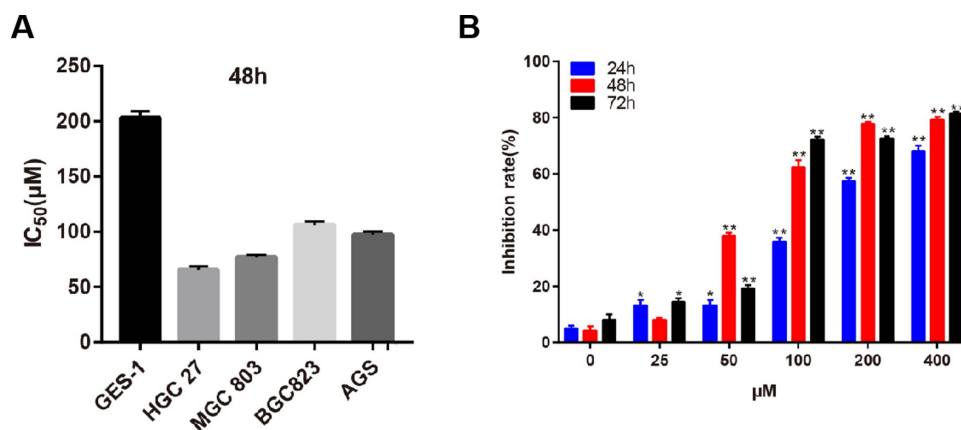 A
48h
IC50(µM)
250
200
150
100
50
0
GES-1
HGC 27
MGC 803
BGC823
AGS
B
24h
48h
72h
Inhibition rate(%)
100
80
60
40
20
0
* * *
* ** **
** ** **
** ** **
** ** **
0 25 50 100 200 400
µM